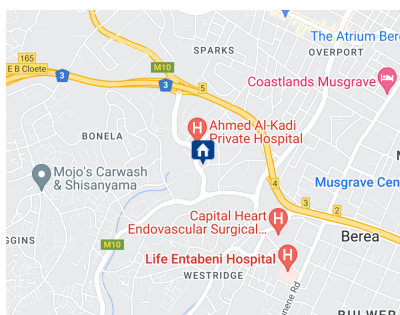 The Atrium Bere
SPARKS
OVERPORT
165
M10
E B Cloete
3
3
5
Coastlands Musgrave
H
Ahmed Al-Kadi
Private Hospital
BONELA
Mojo's Carwash
& Shisanyama
4
Musgrave Cen
3
2
Capital Heart
Endovascular Surgical...
H
Berea
GGINS
M10
Life Entabeni Hospital
H
WESTRIDGE
nene Rd
BULWER